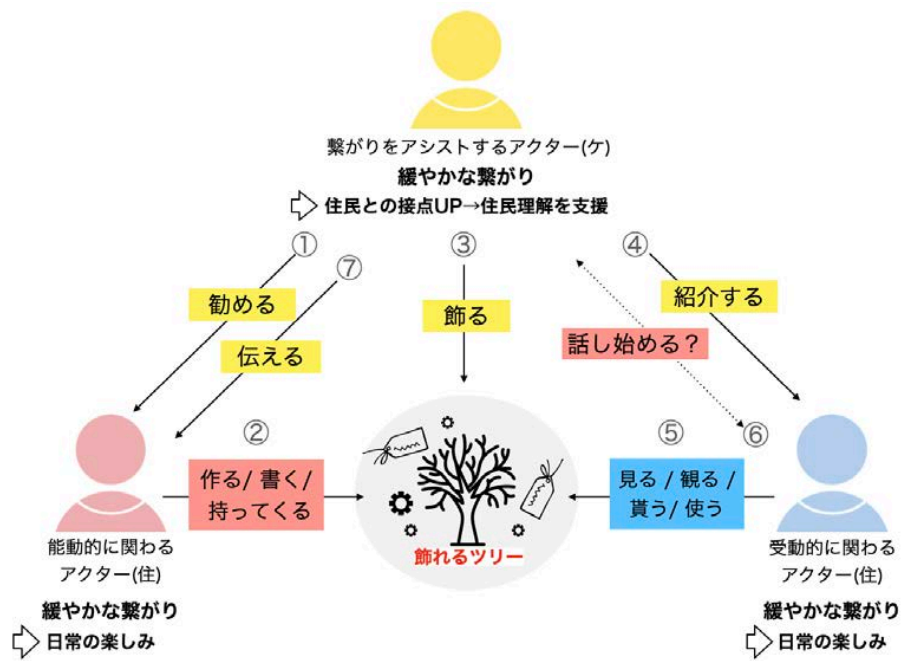 繋がりをアシストするアクター(ケ)
緩やかな繋がり
住民との接点UP→住民理解を支援
①
⑦
③
④
勧める
伝える
飾る
紹介する
話し始める？
②
作る/ 書く/
持ってくる
⑤
⑥
見る / 観る /
貰う/ 使う
飾れるツリー
能動的に関わる
アクター(住)
緩やかな繋がり
日常の楽しみ
受動的に関わる
アクター(住)
緩やかな繋がり
日常の楽しみ